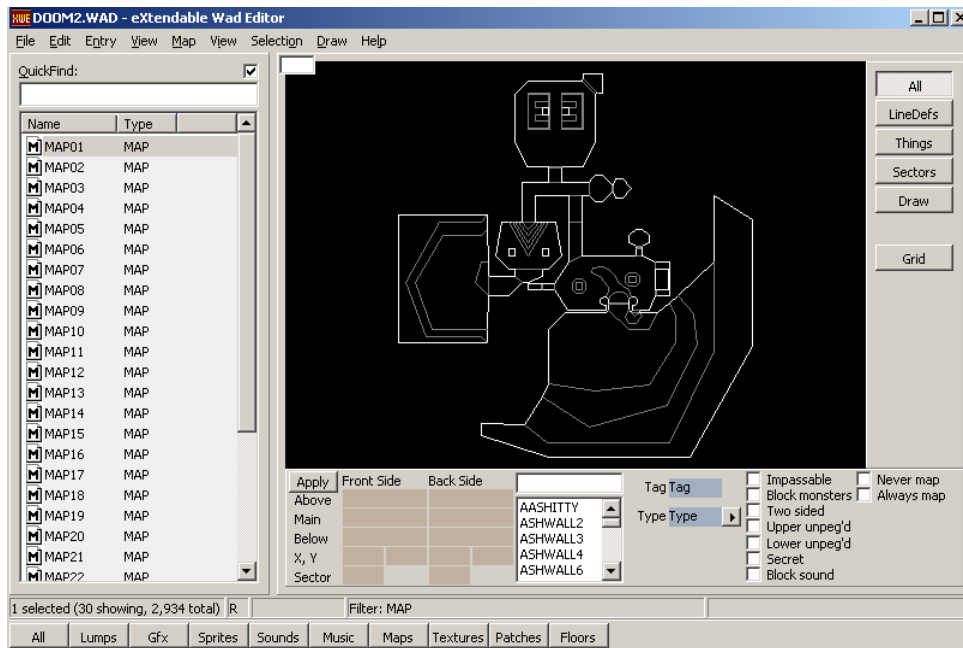 XWE DOOM2.WAD - eXtendable Wad Editor
File Edit Entry View Map View Selection Draw Help
QuickFind:
Name Type
M MAP01 MAP
M MAP02 MAP
M MAP03 MAP
M MAP04 MAP
M MAP05 MAP
M MAP06 MAP
M MAP07 MAP
M MAP08 MAP
M MAP09 MAP
M MAP10 MAP
M MAP11 MAP
M MAP12 MAP
M MAP13 MAP
M MAP14 MAP
M MAP15 MAP
M MAP16 MAP
M MAP17 MAP
M MAP18 MAP
M MAP19 MAP
M MAP20 MAP
M MAP21 MAP
M MAP22 MAP
All
LineDefs
Things
Sectors
Draw
Grid
Apply Front Side Back Side
Above
Main
Below
X, Y
Sector
AASHITTY
ASHWALL2
ASHWALL3
ASHWALL4
ASHWALL6
Tag Tag
Type Type
Impassable
Block monsters
Two sided
Upper unpeg'd
Lower unpeg'd
Secret
Block sound
Never map
Always map
1 selected (30 showing, 2,934 total) R Filter: MAP
All Lumps Gfx Sprites Sounds Music Maps Textures Patches Floors